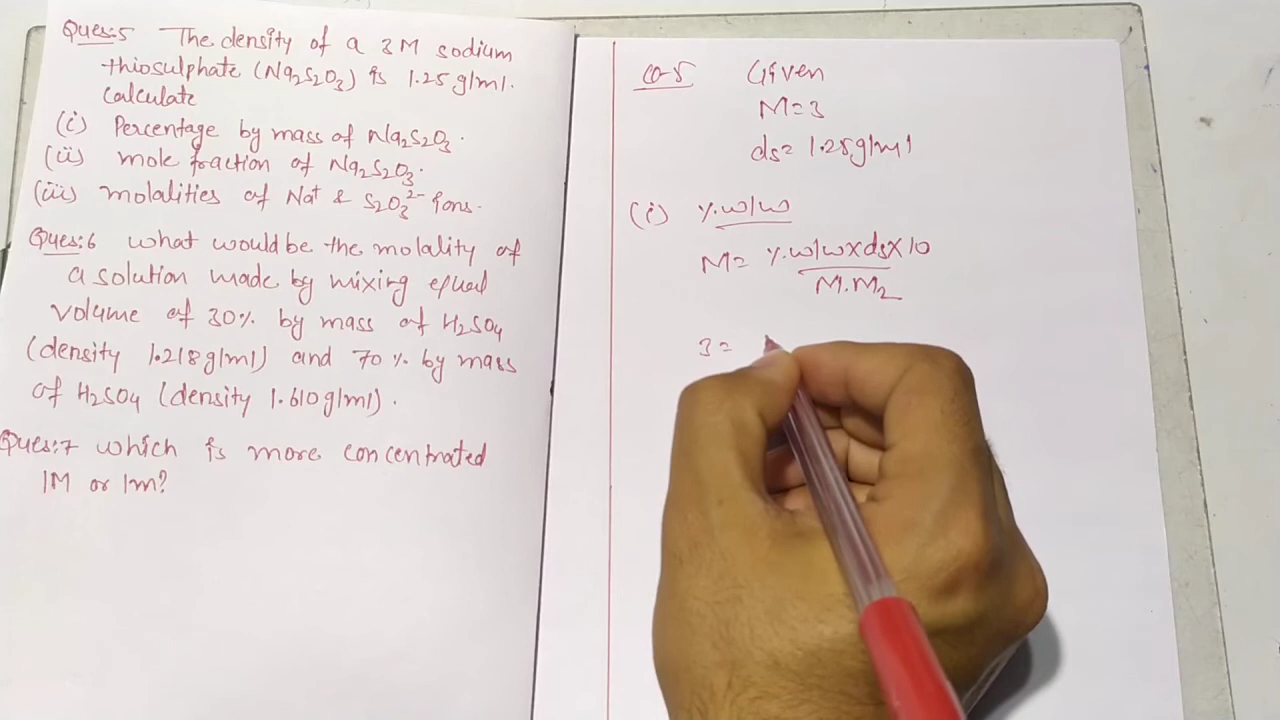 Ques:5 The density of a 3M sodium
thiosulphate (Na2S2O3) is 1.25 g/ml.
calculate
(i) Percentage by mass of Na2S2O3.
(ii) mole fraction of Na2S2O3.
(iii) molalities of Na+ & S2O3 2- ions.
Ques:6 what would be the molality of
a solution made by mixing equal
volume of 30% by mass of H2SO4
(density 1.218g/ml) and 70% by mass
of H2SO4 (density 1.610g/ml).
Ques:7 which is more concentrated
1M or 1m?
Q-5 Given
M=3
ds= 1.25g/ml
(i) %w/w
M= %w/w×ds×10
M.M2
3=